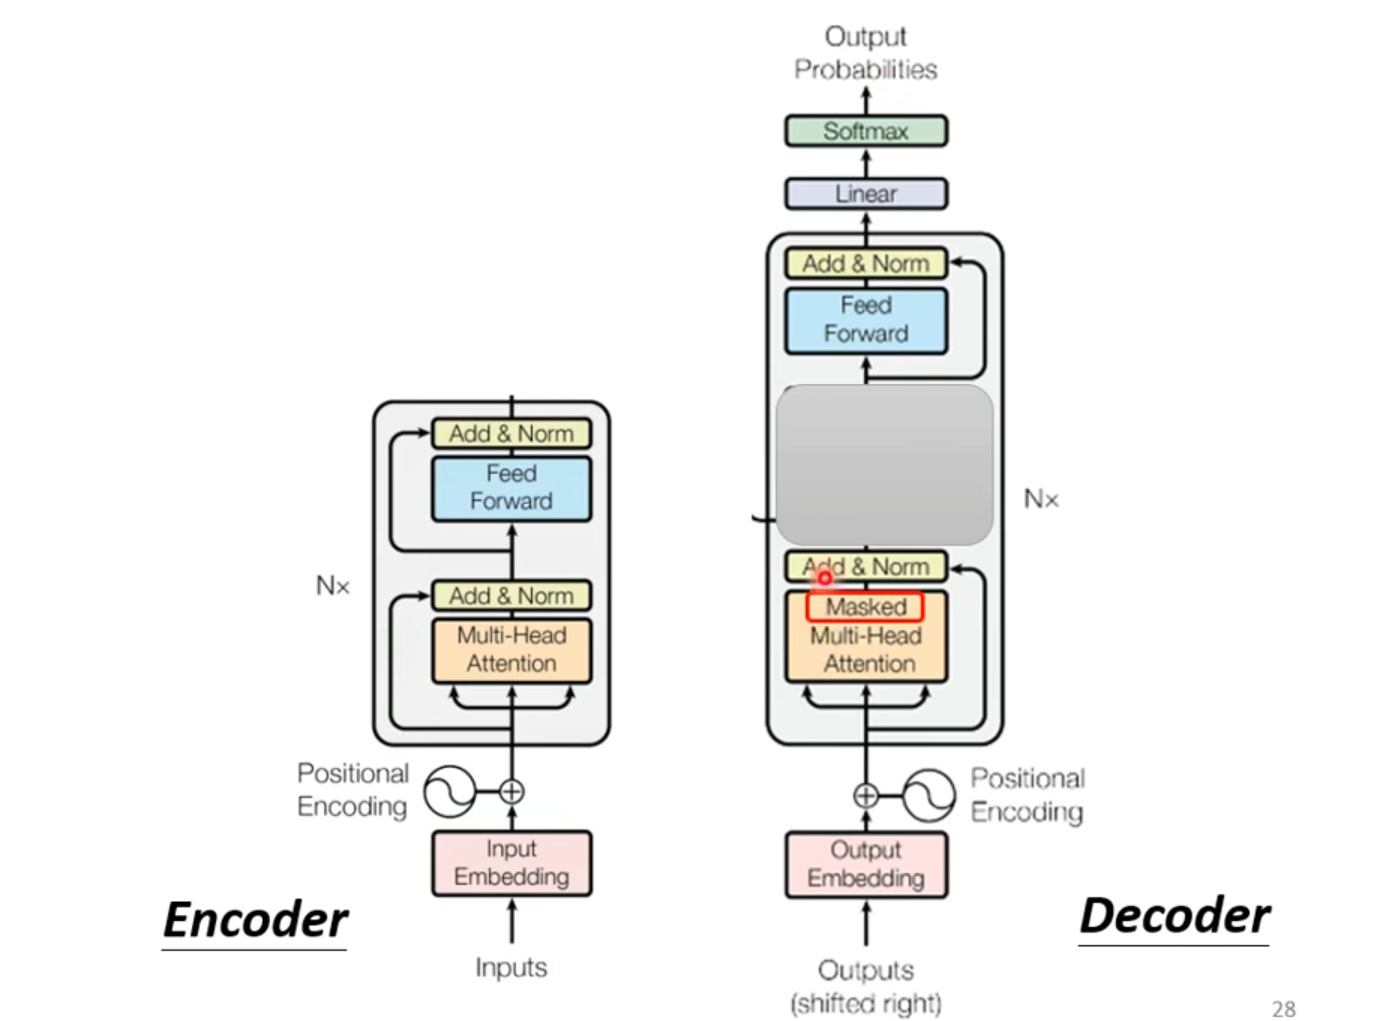 Output
Probabilities
Softmax
Linear
Add & Norm
Feed
Forward
Add & Norm
Masked
Multi-Head
Attention
Nx
Positional
Encoding
Output
Embedding
Outputs
(shifted right)
Decoder
Add & Norm
Feed
Forward
Add & Norm
Multi-Head
Attention
Nx
Positional
Encoding
Input
Embedding
Inputs
Encoder
28